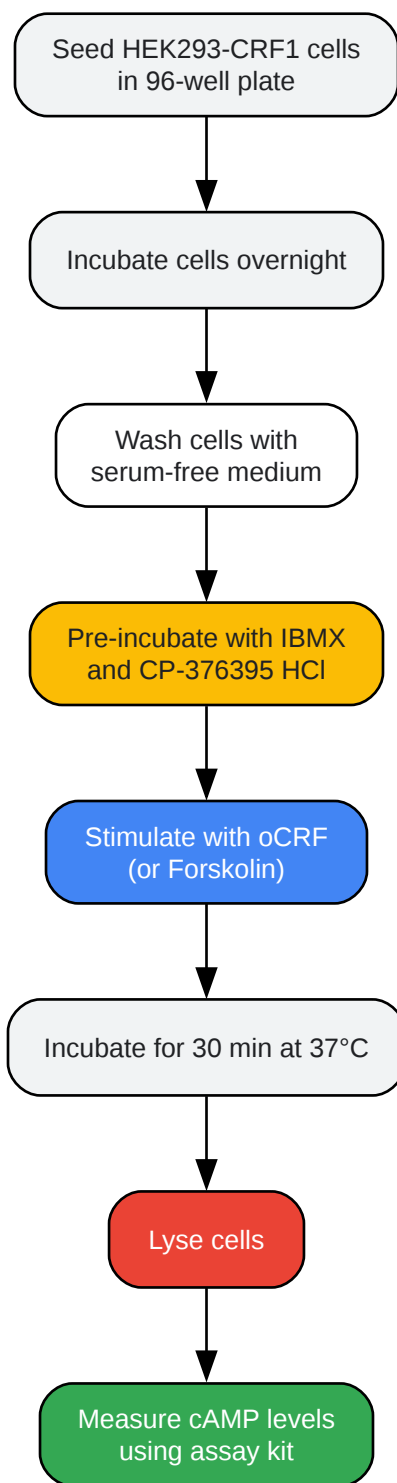 Seed HEK293-CRF1 cells
in 96-well plate
Incubate cells overnight
Wash cells with
serum-free medium
Pre-incubate with IBMX
and CP-376395 HCl
Stimulate with oCRF
(or Forskolin)
Incubate for 30 min at 37°C
Lyse cells
Measure cAMP levels
using assay kit